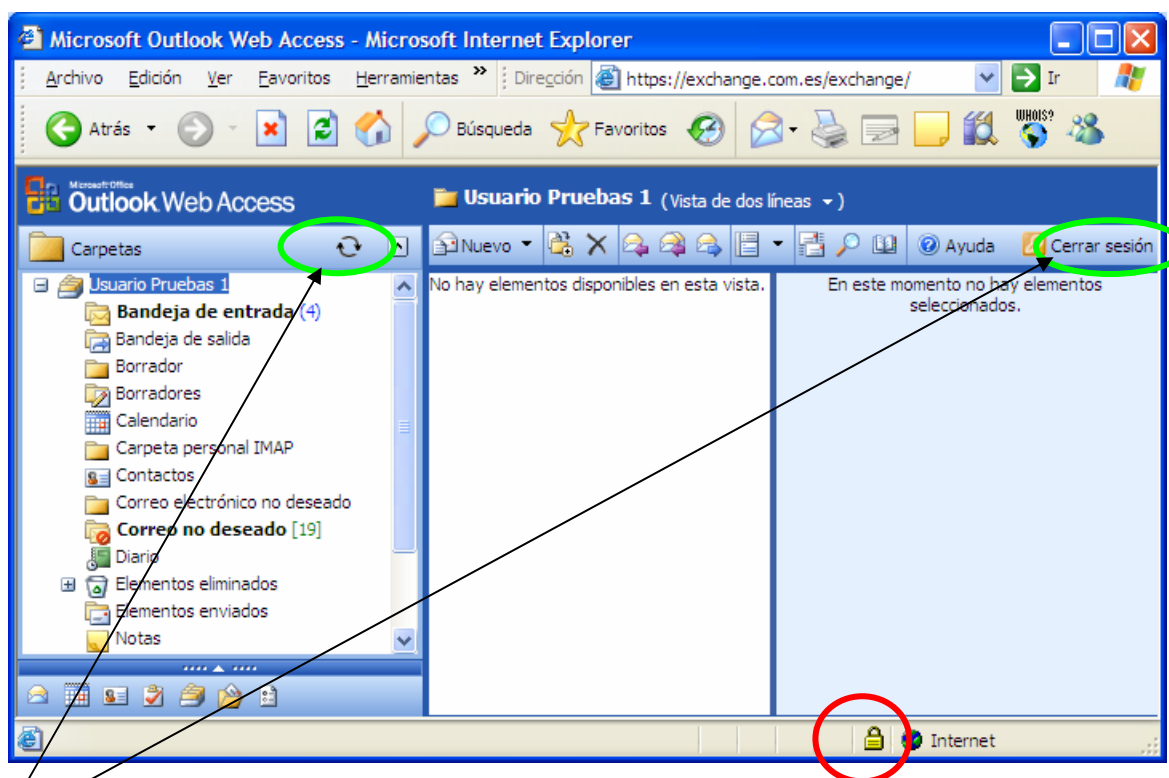 Microsoft Outlook Web Access - Microsoft Internet Explorer
Archivo Edición Ver Favoritos Herramientas » Dirección https://exchange.com.es/exchange/ Ir
Atrás Búsqueda Favoritos WHOIS?
Microsoft Office
Outlook Web Access Usuario Pruebas 1 (Vista de dos líneas )
Carpetas Nuevo Ayuda Cerrar sesión
Usuario Pruebas 1
Bandeja de entrada (4)
Bandeja de salida
Borrador
Borradores
Calendario
Carpeta personal IMAP
Contactos
Correo electrónico no deseado
Correo no deseado [19]
Diario
Elementos eliminados
Elementos enviados
Notas
No hay elementos disponibles en esta vista.
En este momento no hay elementos
seleccionados.
Internet